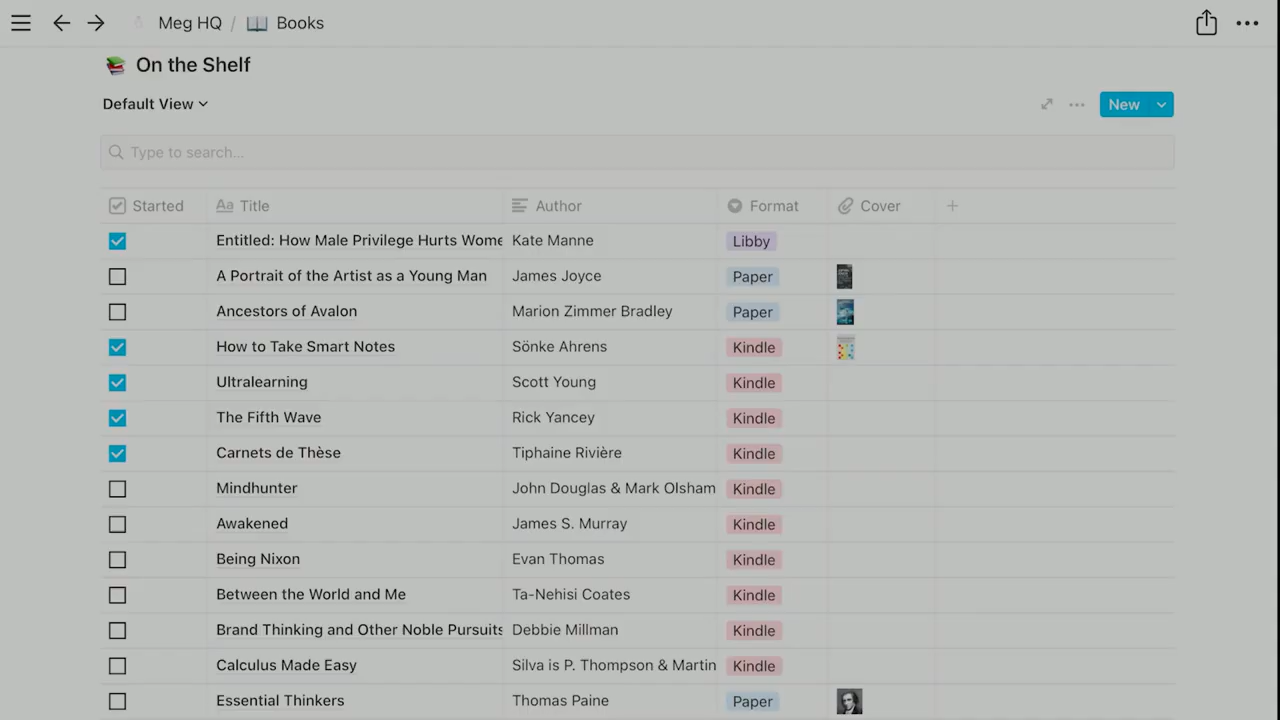 Meg HQ / Books
On the Shelf
Default View
New
Type to search...
Started Aa Title Author Format Cover +
Entitled: How Male Privilege Hurts Wome Kate Manne Libby
A Portrait of the Artist as a Young Man James Joyce Paper
Ancestors of Avalon Marion Zimmer Bradley Paper
How to Take Smart Notes Sönke Ahrens Kindle
Ultralearning Scott Young Kindle
The Fifth Wave Rick Yancey Kindle
Carnets de Thèse Tiphaine Rivière Kindle
Mindhunter John Douglas & Mark Olsham Kindle
Awakened James S. Murray Kindle
Being Nixon Evan Thomas Kindle
Between the World and Me Ta-Nehisi Coates Kindle
Brand Thinking and Other Noble Pursuits Debbie Millman Kindle
Calculus Made Easy Silva is P. Thompson & Martin Kindle
Essential Thinkers Thomas Paine Paper